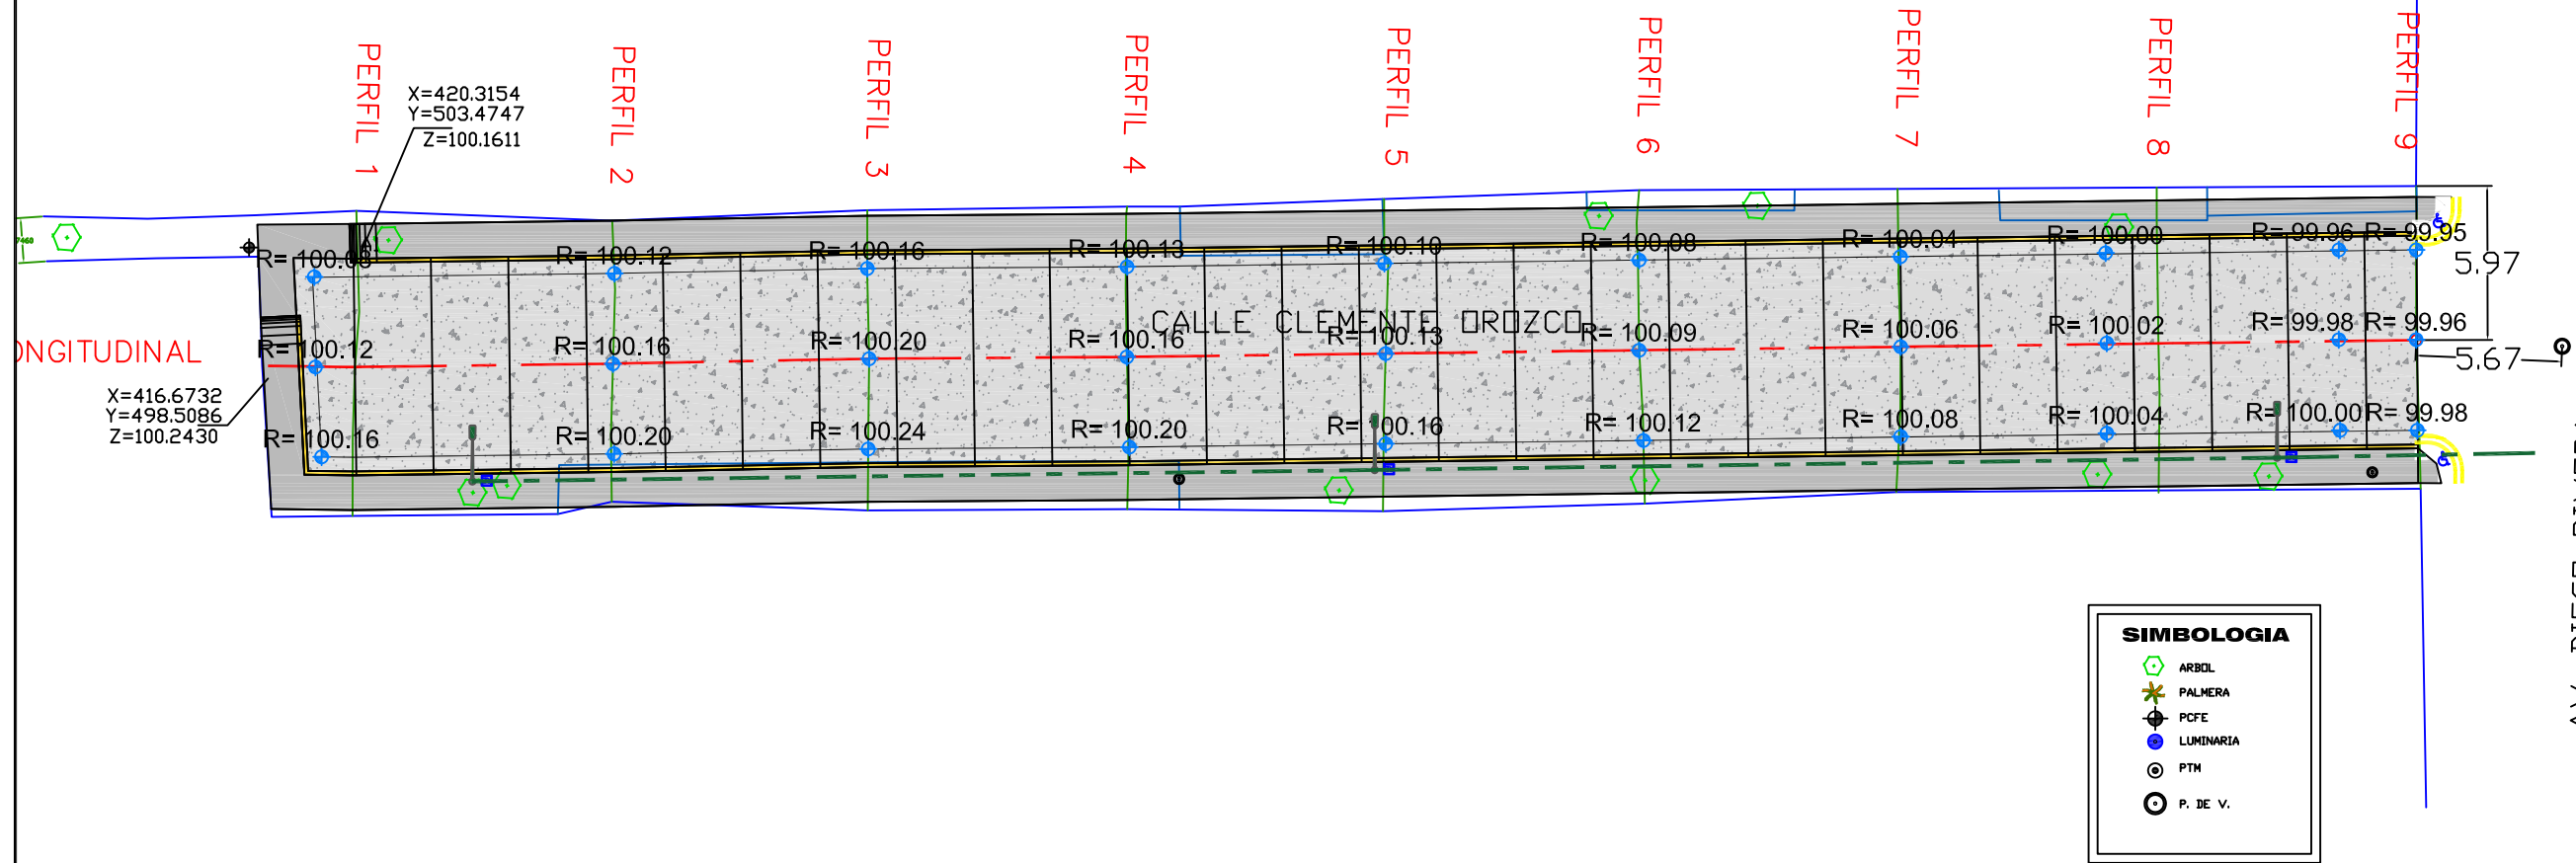 PERFIL 1
PERFIL 2
PERFIL 3
PERFIL 4
PERFIL 5
PERFIL 6
PERFIL 7
PERFIL 8
PERFIL 9
X=420.3154
Y=503.4747
Z=100.1611
R= 100.08
R= 100.12
R= 100.16
R= 100.13
R= 100.10
R= 100.08
R= 100.04
R= 100.00
R= 99.96
R= 99.95
5.97
CALLE CLEMENTE OROZCO
ONGITUDINAL
R= 100.12
R= 100.16
R= 100.20
R= 100.16
R= 100.13
R= 100.09
R= 100.06
R= 100.02
R= 99.98
R= 99.96
5.67
X=416.6732
Y=498.5086
Z=100.2430
R= 100.16
R= 100.20
R= 100.24
R= 100.20
R= 100.16
R= 100.12
R= 100.08
R= 100.04
R= 100.00
R= 99.98
SIMBOLOGIA
ARBOL
PALMERA
PCFE
LUMINARIA
PTM
P. DE V.